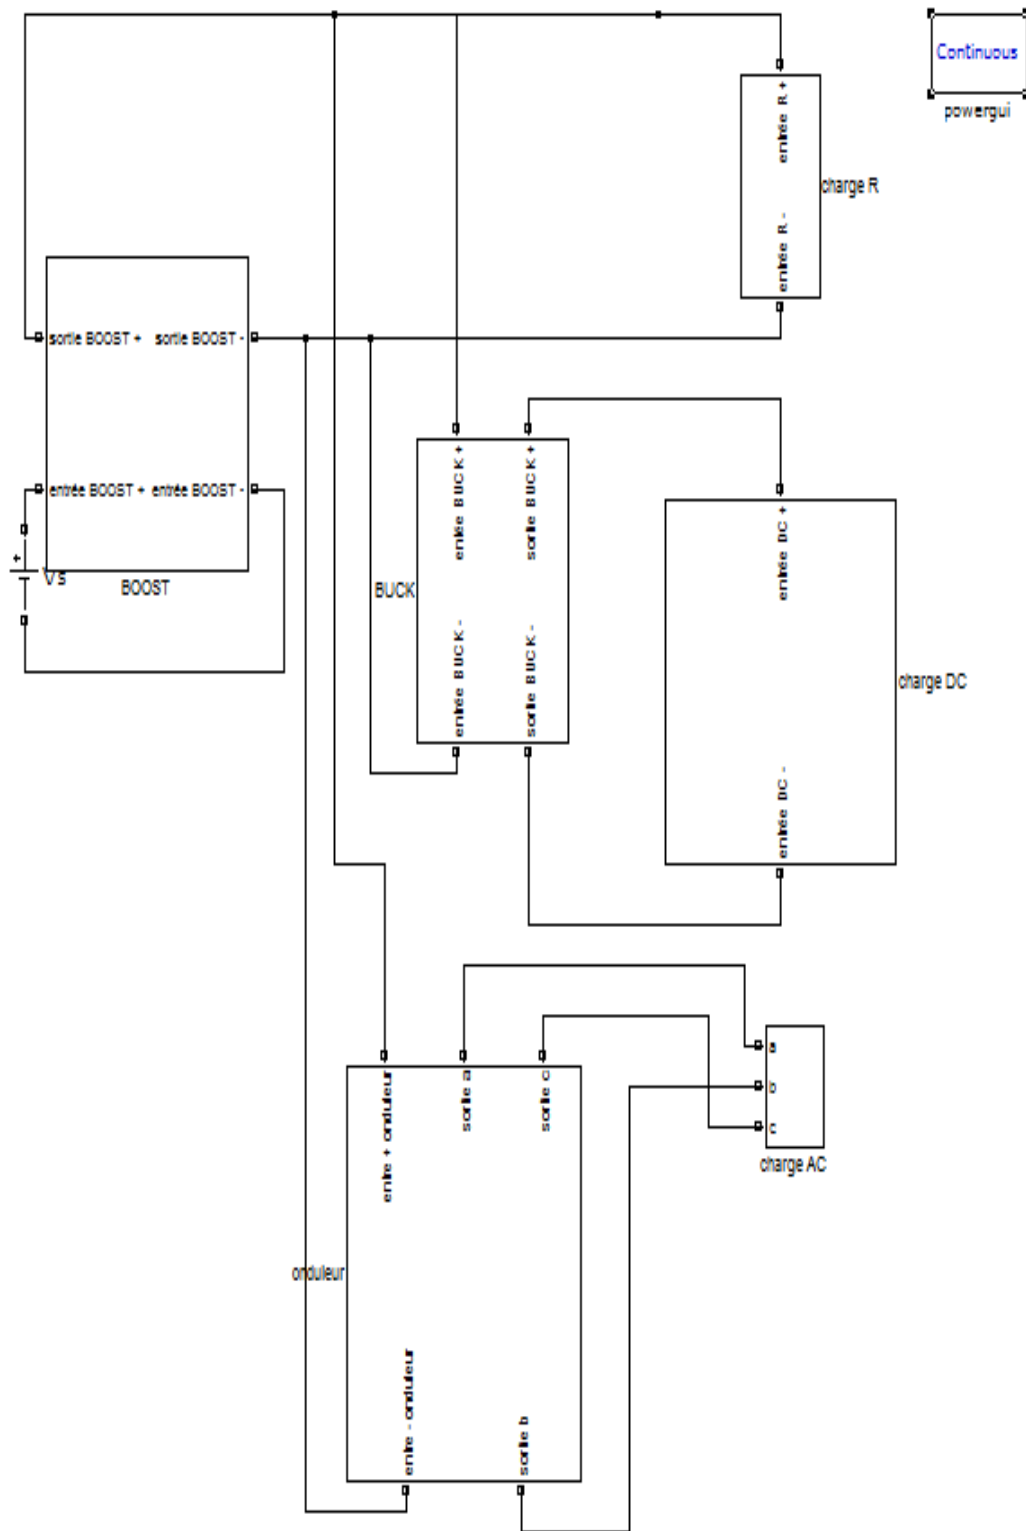 Continuous
powergui
entrée R +
entrée R -
charge R
sortie BOOST +
sortie BOOST -
entrée BOOST +
entrée BOOST -
+
Vs
BOOST
entée BUCK +
sortie BUCK +
entrée BUCK -
sortie BUCK -
BUCK
entrée DC +
entrée DC -
charge DC
entre + onduleur
sortie a
sortie c
entre - onduleur
sortie b
onduleur
a
b
c
charge AC